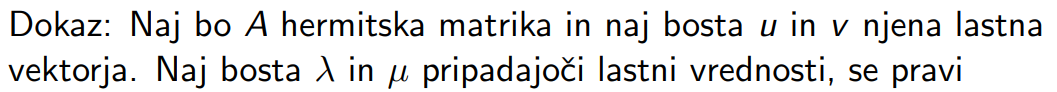 Dokaz: Naj bo A hermitska matrika in naj bosta u in v njena lastna
vektorja. Naj bosta λ in μ pripadajoči lastni vrednosti, se pravi